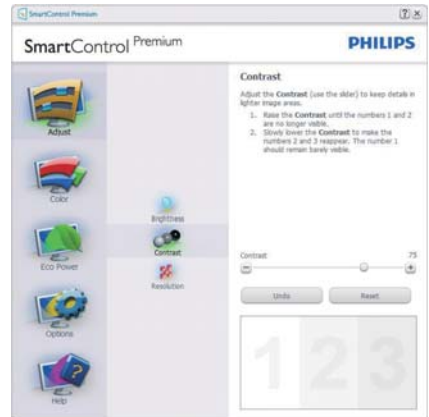 SmartControl Premium
SmartControl Premium
PHILIPS
Adjust
Color
Eco Power
Options
Help
Brightness
Contrast
Resolution
Contrast
Adjust the Contrast (use the slider) to keep details in
lighter image areas.
1. Raise the Contrast until the numbers 1 and 2
are no longer visible.
2. Slowly lower the Contrast to make the
numbers 2 and 3 reappear. The number 1
should remain barely visible.
Contrast 75
Undo Reset
1 2 3